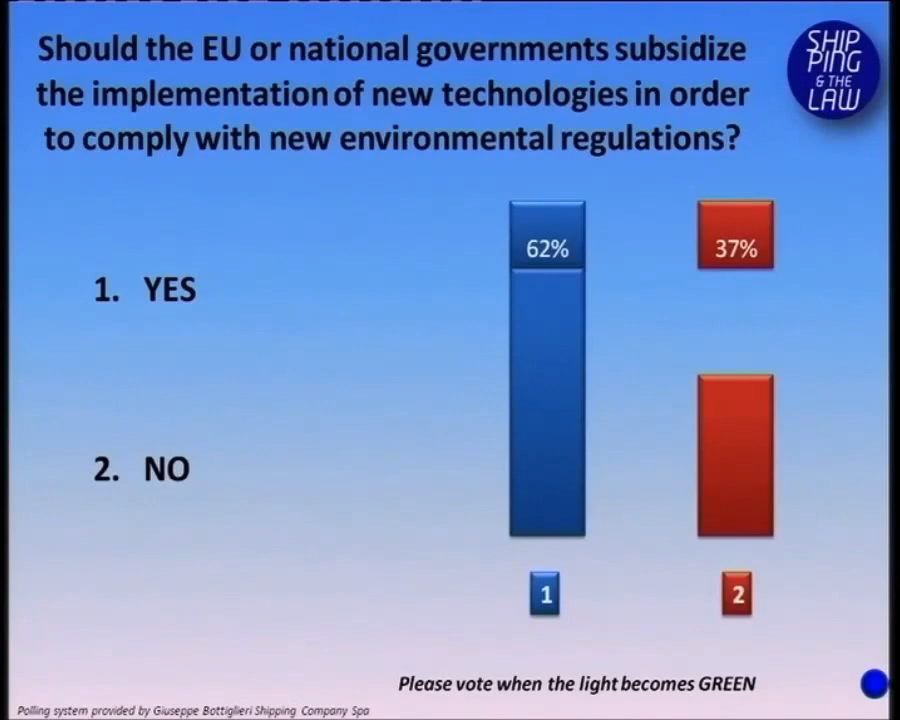 Should the EU or national governments subsidize
the implementation of new technologies in order
to comply with new environmental regulations?
SHIP
PING
& THE
LAW
62%
37%
1. YES
2. NO
1
2
Please vote when the light becomes GREEN
Polling system provided by Giuseppe Bottiglieri Shipping Company Spa